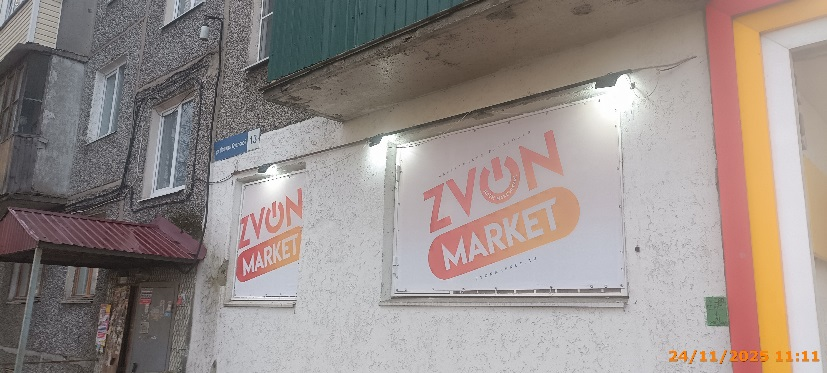 13
ZVON
MARKET
ZVON
MARKET
24/11/2025 11:11